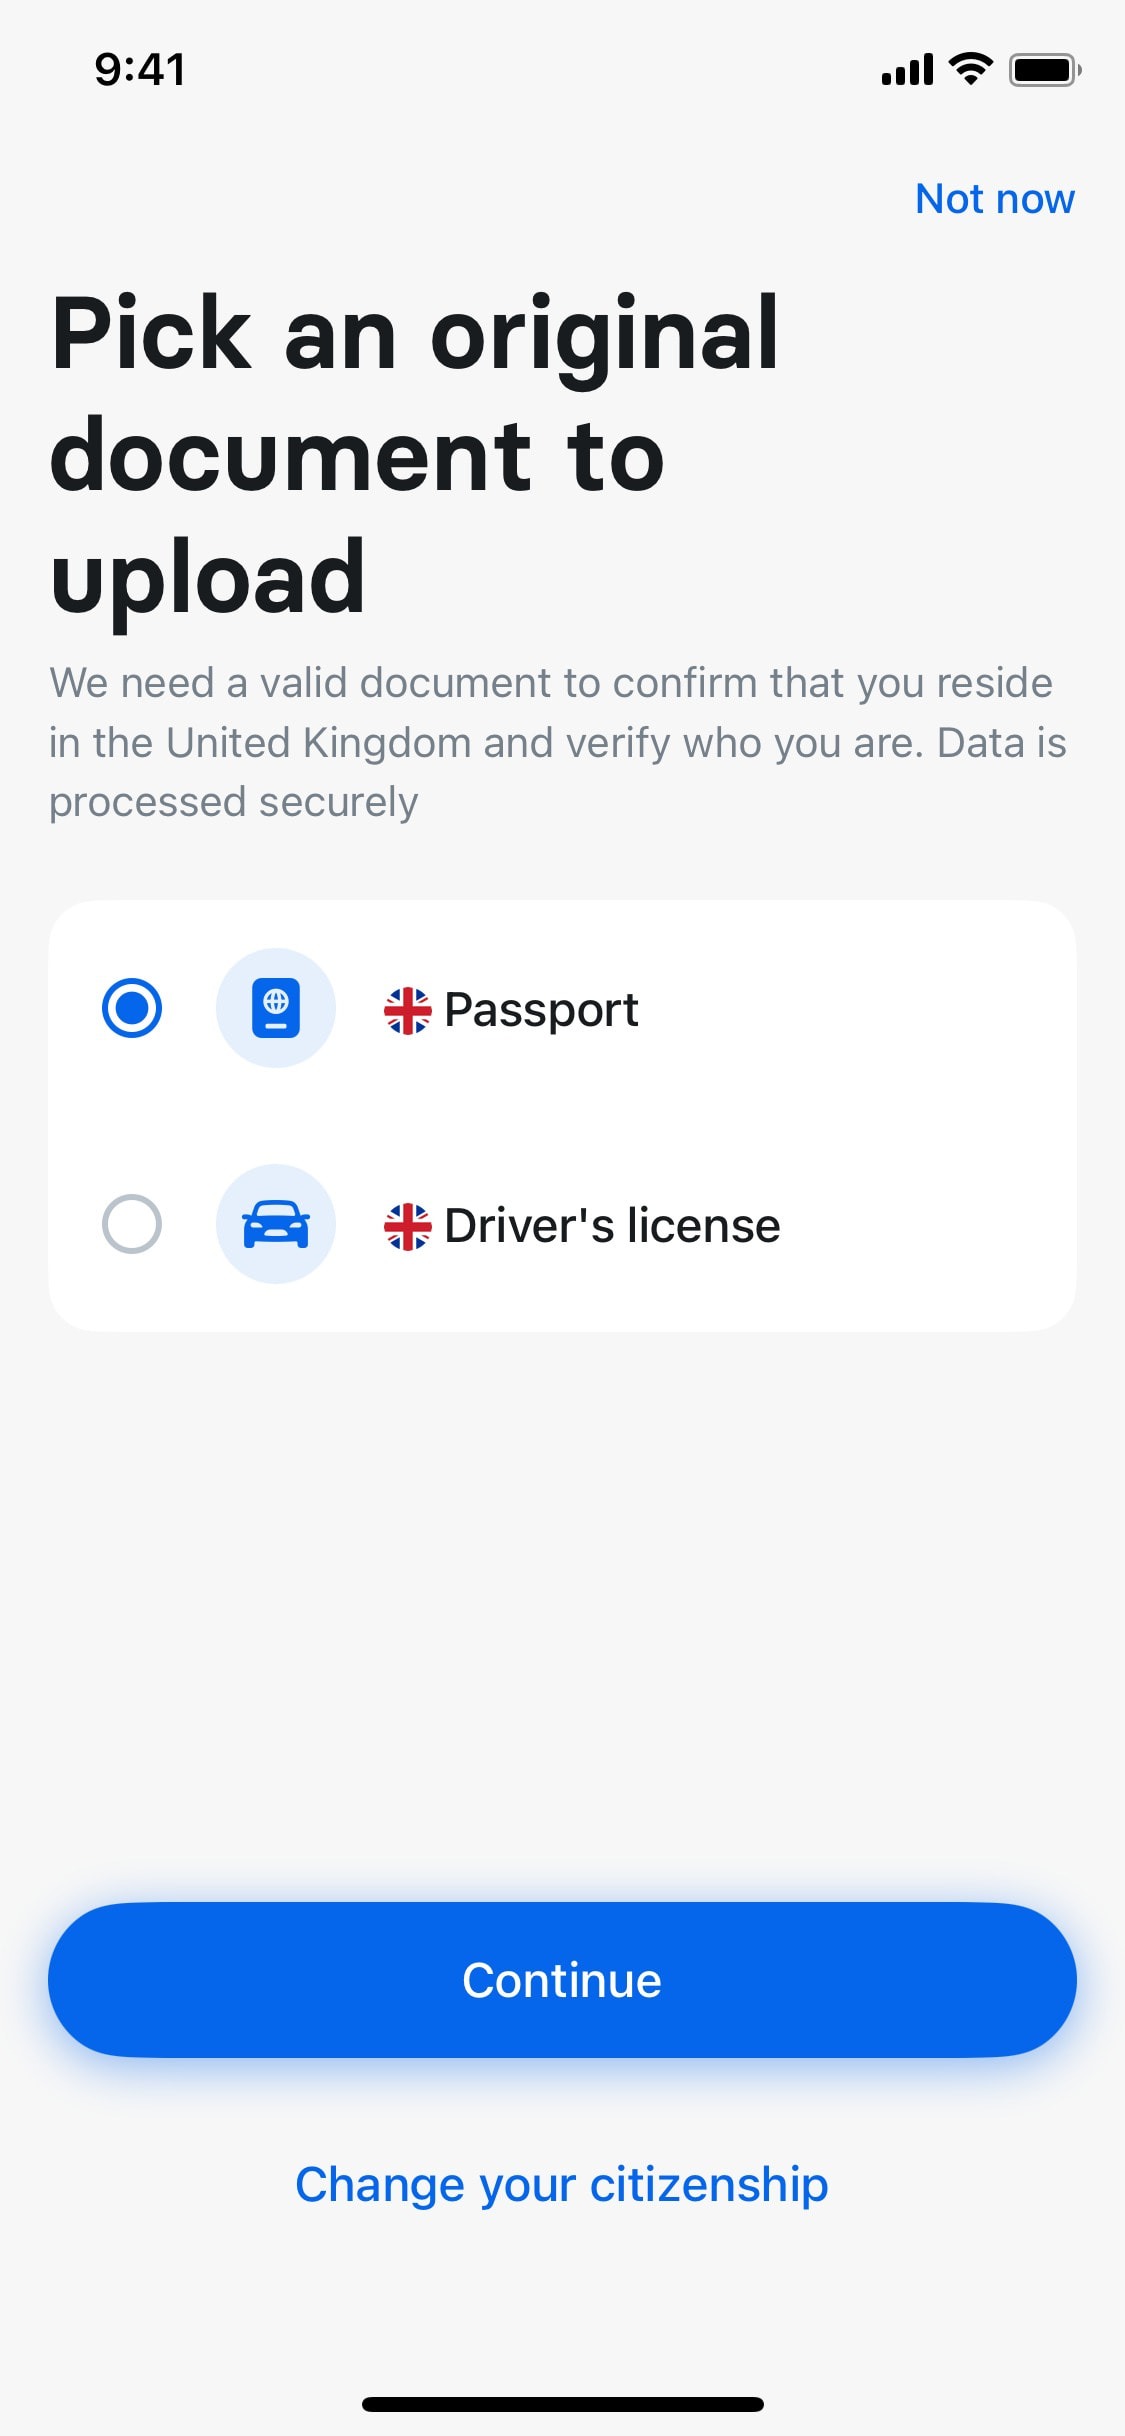 9:41
Not now
Pick an original
document to
upload
We need a valid document to confirm that you reside
in the United Kingdom and verify who you are. Data is
processed securely
Passport
Driver's license
Continue
Change your citizenship